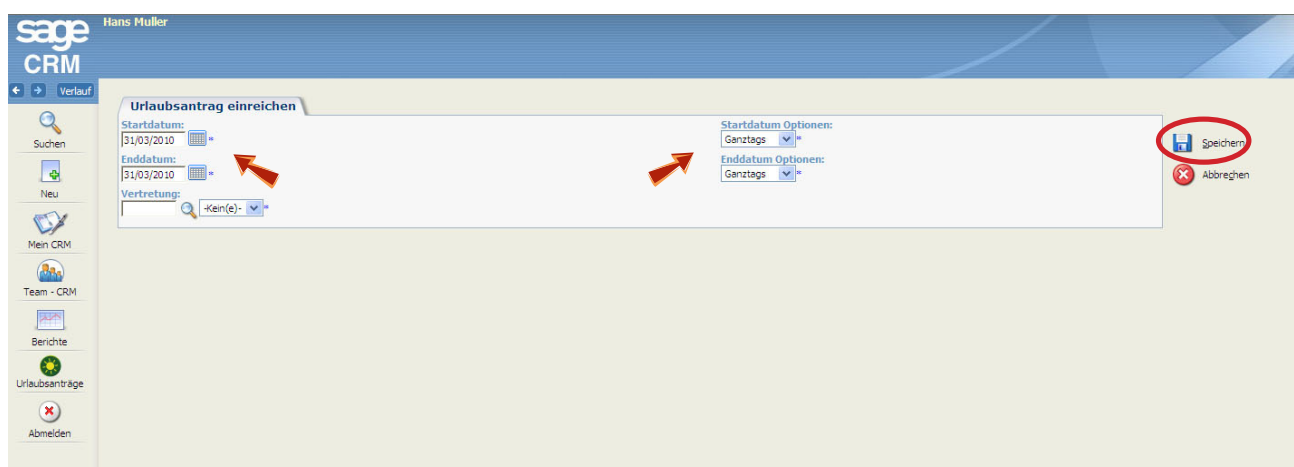 Hans Muller
sage
CRM
Verlauf
Suchen
Neu
Mein CRM
Team - CRM
Berichte
Urlaubsanträge
Abmelden
Urlaubsantrag einreichen
Startdatum:
31/03/2010 *
Enddatum:
31/03/2010 *
Vertretung:
-Kein(e)- *
Startdatum Optionen:
Ganztags *
Enddatum Optionen:
Ganztags *
Speichern
Abbrechen